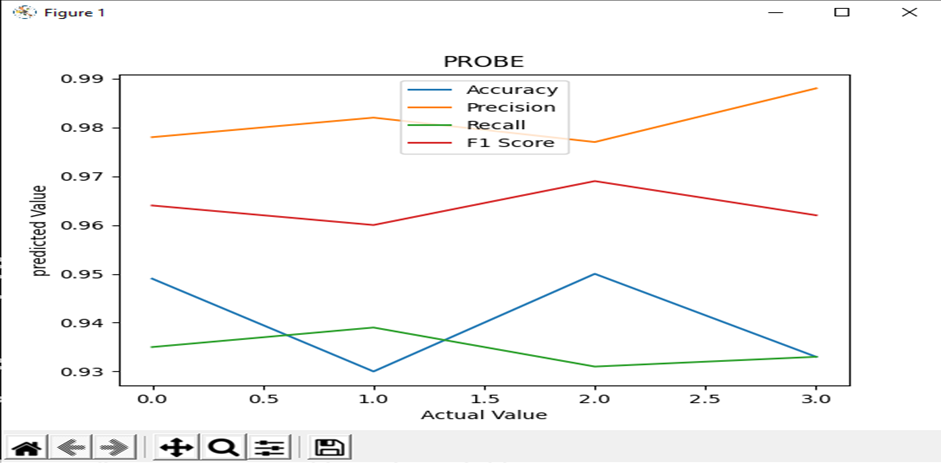 Figure 1
PROBE
Accuracy
Precision
Recall
F1 Score
predicted Value
0.99
0.98
0.97
0.96
0.95
0.94
0.93
0.0 0.5 1.0 1.5 2.0 2.5 3.0
Actual Value